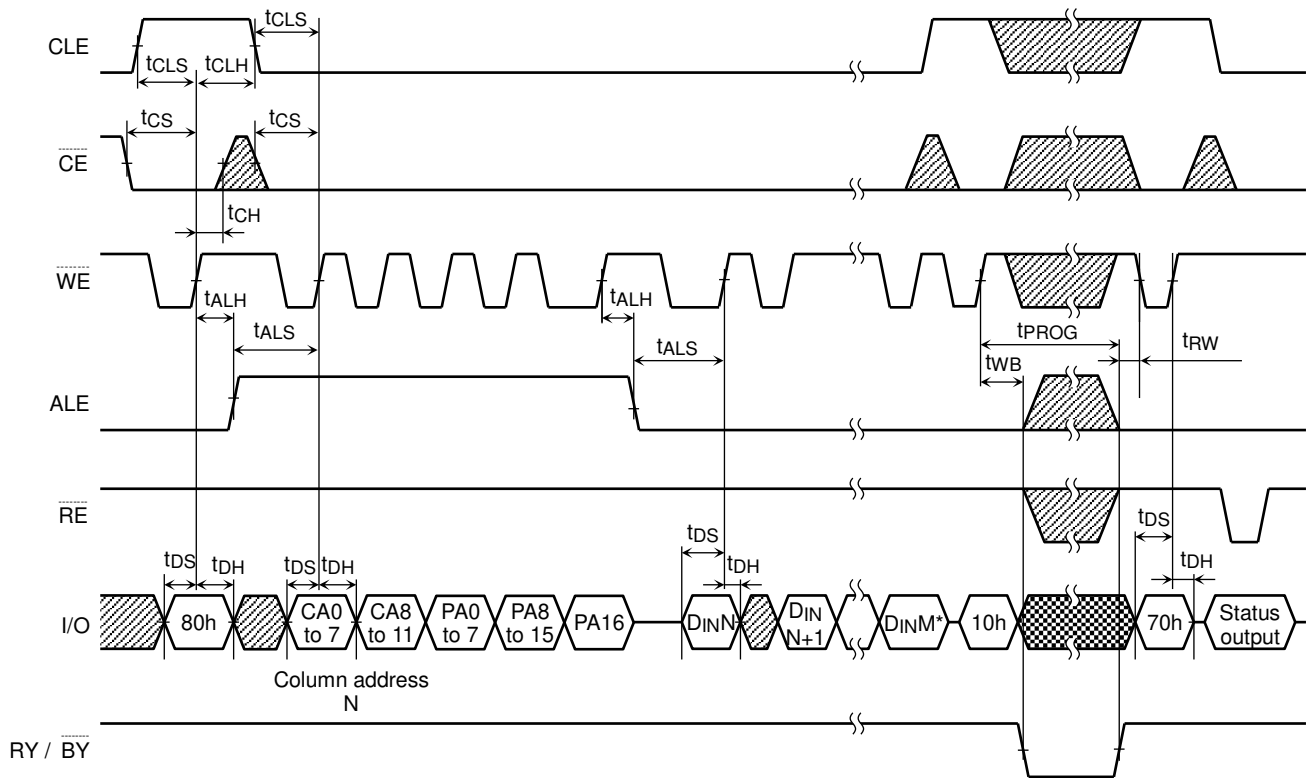 tCLS
CLE
tCLS tCLH
tCS tCS
CE
tCH
WE
tALH tALH
tALS tALS
tPROG
tRW
tWB
ALE
RE
tDS tDH tDS tDH tDS tDH tDS tDH
I/O
80h
CA0 to 7
CA8 to 11
PA0 to 7
PA8 to 15
PA16
DINN
DIN N+1
DINM*
10h
70h
Status output
Column address
N
RY / BY